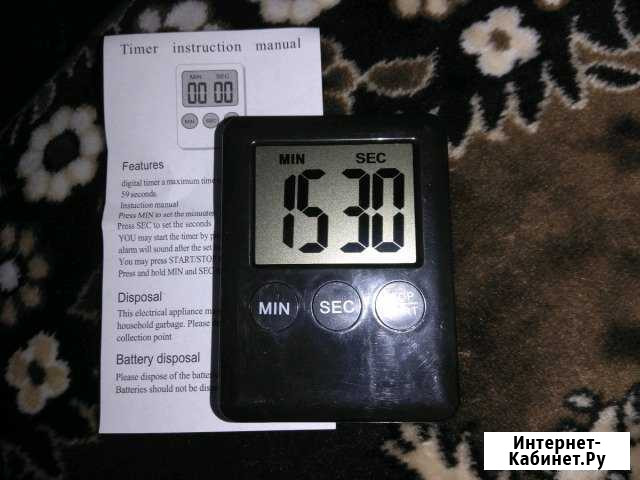 Timer instruction manual
MIN SEC
00 00
MIN SEC
Features
digital timer a maximum time
59 seconds.
Instuction manual
Press MIN to set the minutes
Press SEC to set the seconds
YOU may start the timer by
alarm will sound after the set
You may press START/STOP
Press and hold MIN and SEC
Disposal
This electrical appliance
household garbage. Please
collection point
Battery disposal
Please dispose of the
Batteries should not be
MIN SEC
15 30
MIN SEC
Интернет-
Кабинет.Ру